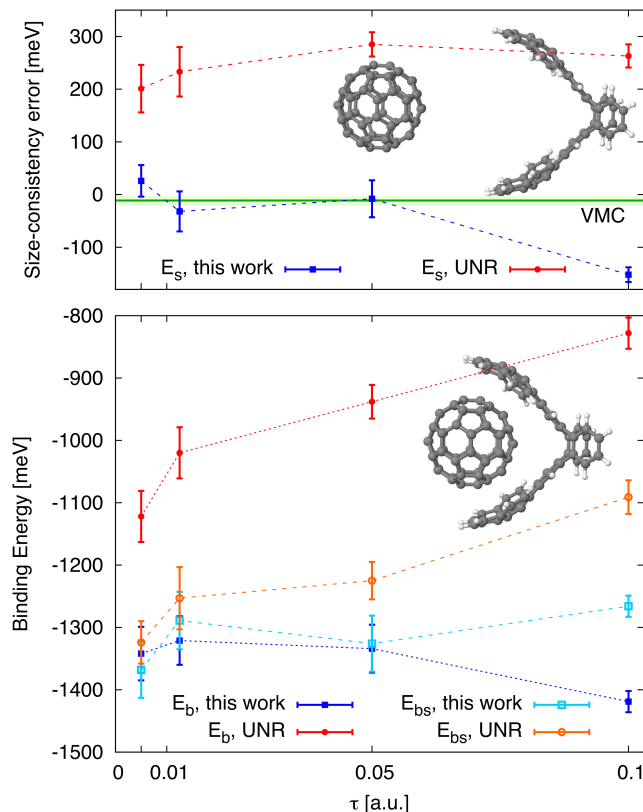 Size-consistency error [meV]
300
200
100
0
-100
VMC
E_s, this work
E_s, UNR
Binding Energy [meV]
-800
-900
-1000
-1100
-1200
-1300
-1400
-1500
E_b, this work
E_bs, this work
E_b, UNR
E_bs, UNR
0 0.01 0.05 0.1
τ [a.u.]